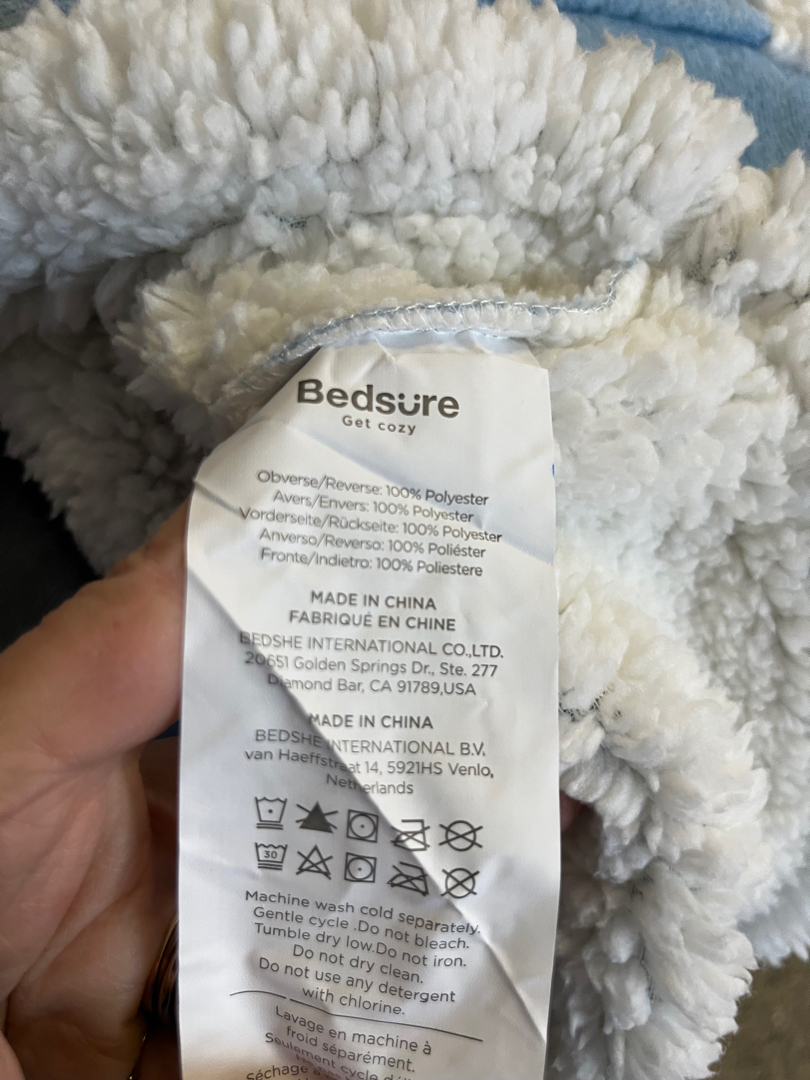 Bedsüre
Get cozy
Obverse/Reverse: 100% Polyester
Avers/Envers: 100% Polyester
Vorderseite/Rückseite: 100% Polyester
Anverso/Reverso: 100% Poliéster
Fronte/Indietro: 100% Poliestere
MADE IN CHINA
FABRIQUÉ EN CHINE
BEDSHE INTERNATIONAL CO.,LTD.
20651 Golden Springs Dr., Ste. 277
Diamond Bar, CA 91789,USA
MADE IN CHINA
BEDSHE INTERNATIONAL B.V.
van Haeffstraat 14, 5921HS Venlo,
Netherlands
30
Machine wash cold separately.
Gentle cycle .Do not bleach.
Tumble dry low.Do not iron.
Do not dry clean.
Do not use any detergent
with chlorine.
Lavage en machine à
froid séparément.
Seulement cycle
Séchage